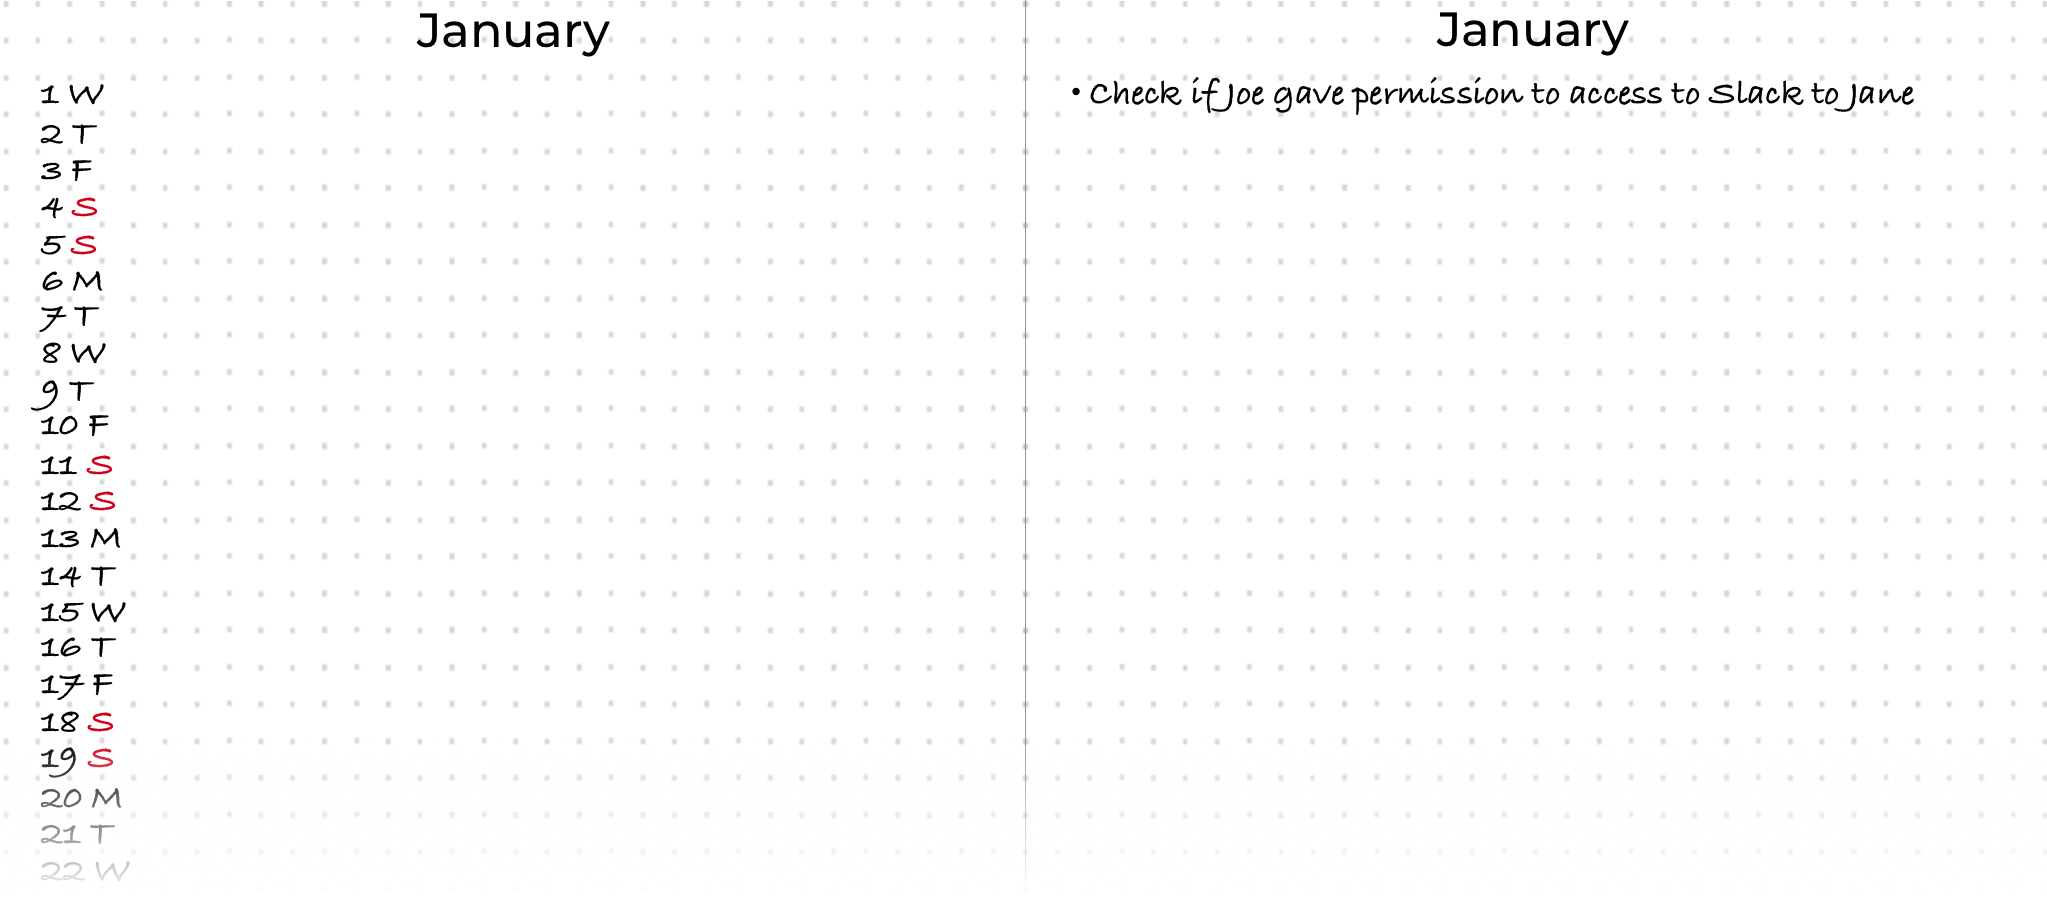 January
1 W
2 T
3 F
4 S
5 S
6 M
7 T
8 W
9 T
10 F
11 S
12 S
13 M
14 T
15 W
16 T
17 F
18 S
19 S
20 M
21 T
22 W
January
• Check if Joe gave permission to access to Slack to Jane